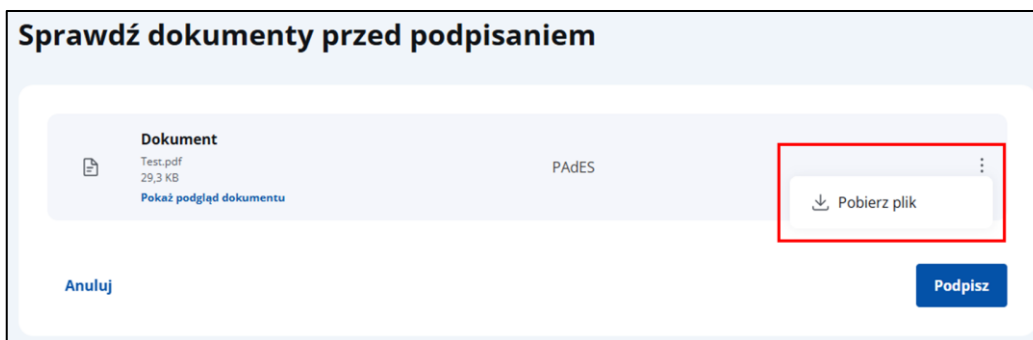 Sprawdź dokumenty przed podpisaniem
Dokument
Test.pdf
29,3 KB
Pokaż podgląd dokumentu
PAdES
Pobierz plik
Anuluj
Podpisz